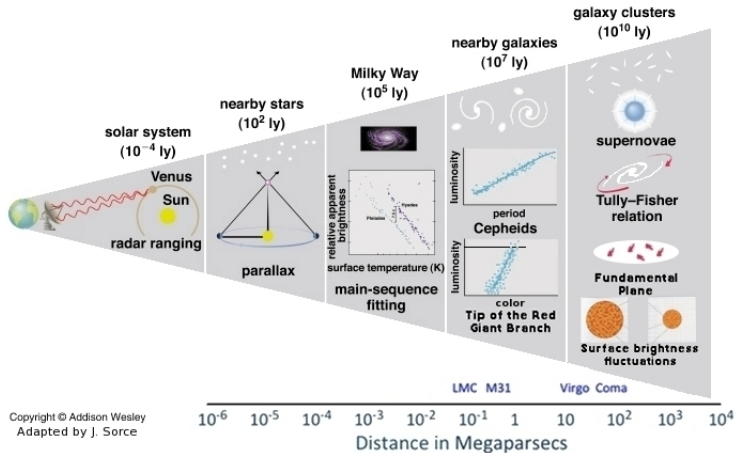 solar system
(10⁻⁴ ly)
Venus
Sun
radar ranging
nearby stars
(10² ly)
parallax
Milky Way
(10⁵ ly)
relative apparent
brightness
Pleiades
Hyades
surface temperature (K)
main-sequence
fitting
nearby galaxies
(10⁷ ly)
luminosity
period
Cepheids
luminosity
color
Tip of the Red
Giant Branch
galaxy clusters
(10¹⁰ ly)
supernovae
Tully–Fisher
relation
Fundamental
Plane
Surface brightness
fluctuations
LMC M31 Virgo Coma
10⁻⁶ 10⁻⁵ 10⁻⁴ 10⁻³ 10⁻² 10⁻¹ 1 10 10² 10³ 10⁴
Distance in Megaparsecs
Copyright © Addison Wesley
Adapted by J. Sorce